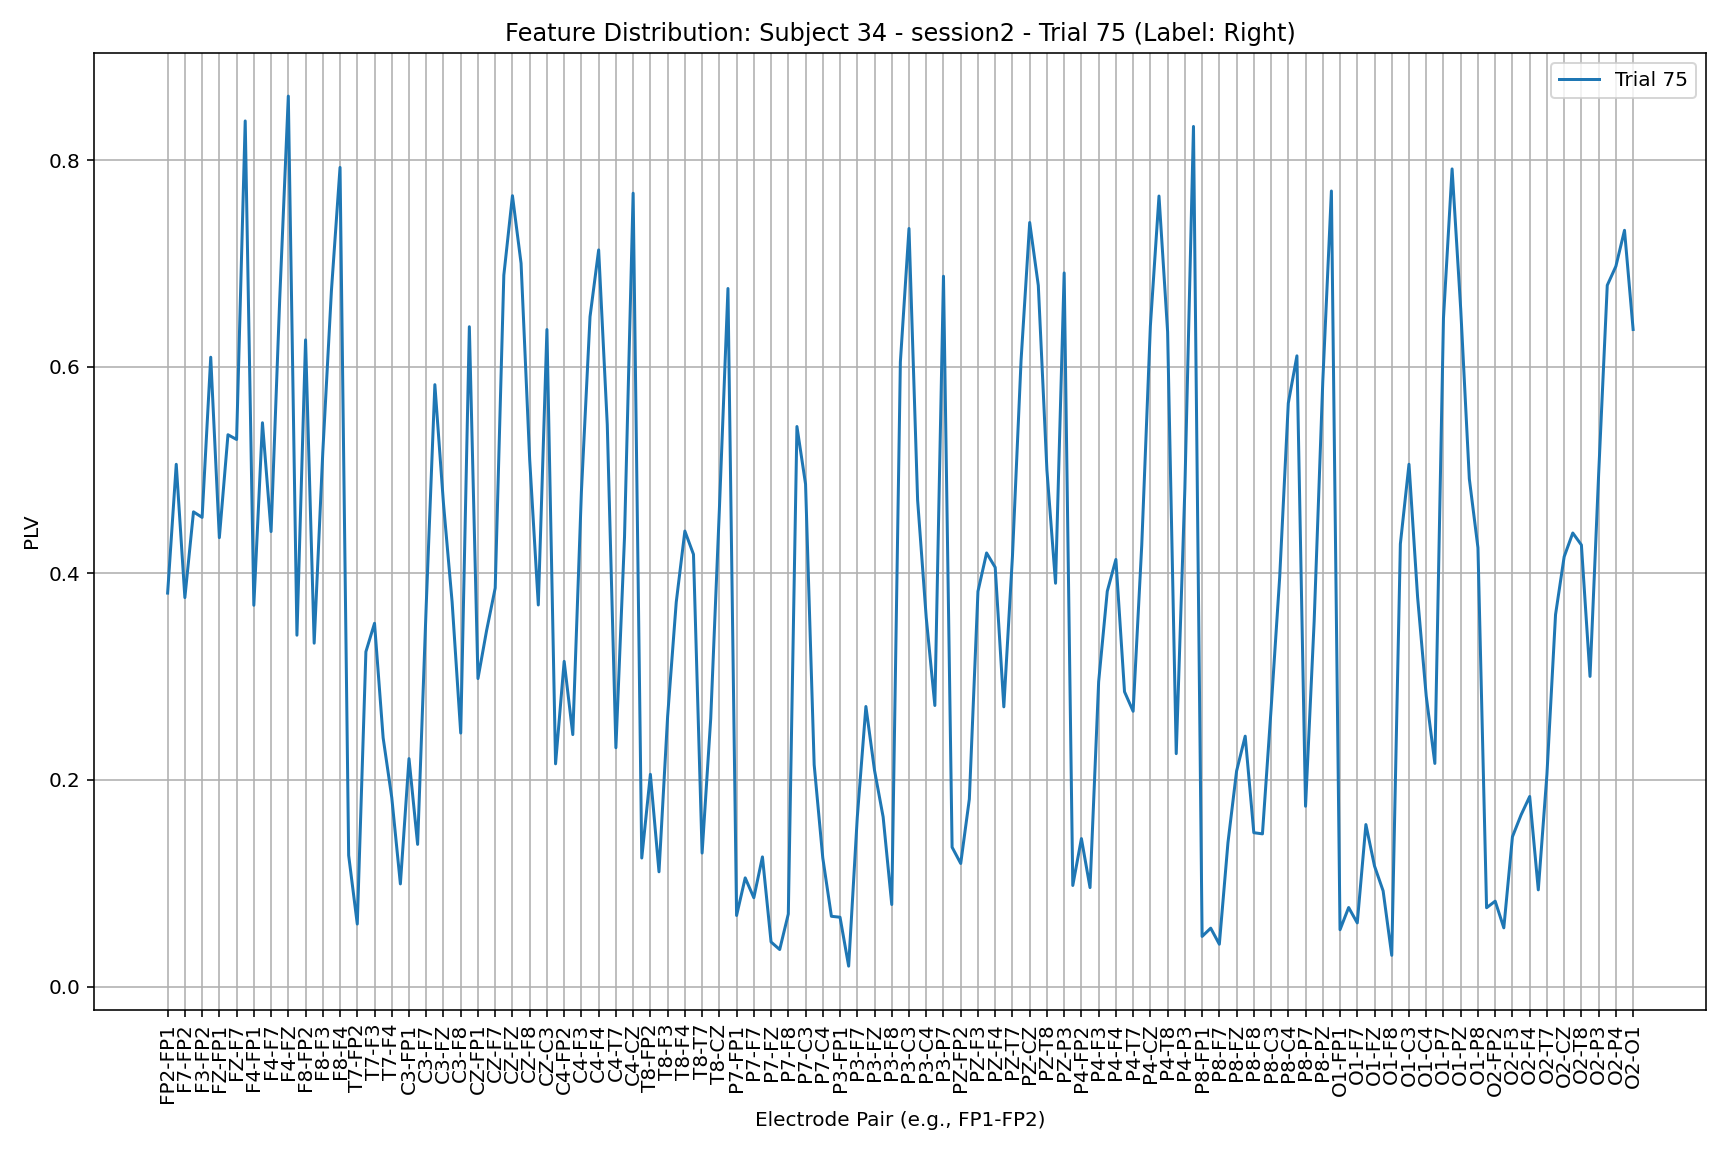 Feature Distribution: Subject 34 - session2 - Trial 75 (Label: Right)
Trial 75
PLV
0.8
0.6
0.4
0.2
0.0
FP2-FP1
F7-FP2
F3-FP2
FZ-FP1
FZ-F7
F4-FP1
F4-F7
F4-FZ
F8-FP2
F8-F3
F8-F4
T7-FP2
T7-F3
T7-F4
C3-FP1
C3-F7
C3-FZ
C3-F8
CZ-FP1
CZ-F7
CZ-FZ
CZ-F8
CZ-C3
C4-FP2
C4-F3
C4-F4
C4-T7
C4-CZ
T8-FP2
T8-F3
T8-F4
T8-T7
T8-CZ
P7-FP1
P7-F7
P7-FZ
P7-F8
P7-C3
P7-C4
P3-FP1
P3-F7
P3-FZ
P3-F8
P3-C3
P3-C4
P3-P7
PZ-FP2
PZ-F3
PZ-F4
PZ-T7
PZ-CZ
PZ-T8
PZ-P3
P4-FP2
P4-F3
P4-F4
P4-T7
P4-CZ
P4-T8
P4-P3
P8-FP1
P8-F7
P8-FZ
P8-F8
P8-C3
P8-C4
P8-P7
P8-PZ
O1-FP1
O1-F7
O1-FZ
O1-F8
O1-C3
O1-C4
O1-P7
O1-PZ
O1-P8
O2-FP2
O2-F3
O2-F4
O2-T7
O2-CZ
O2-T8
O2-P3
O2-P4
O2-O1
Electrode Pair (e.g., FP1-FP2)